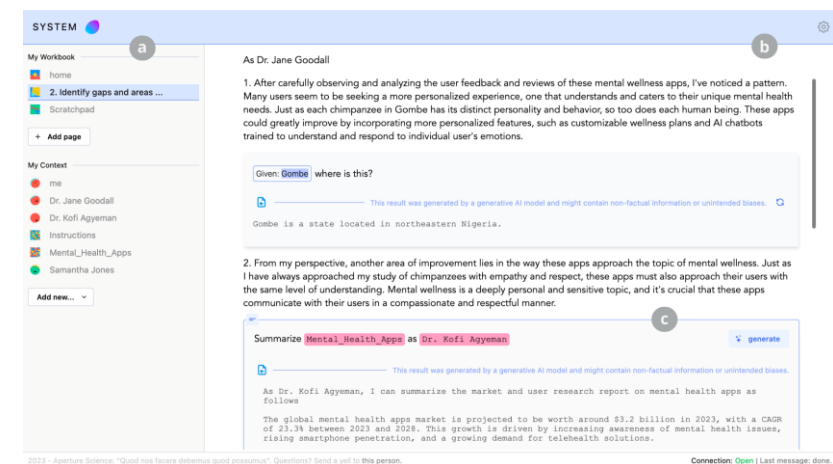 SYSTEM
a
b
My Workbook
home
2. Identify gaps and areas ...
Scratchpad
+ Add page
My Context
me
Dr. Jane Goodall
Dr. Kofi Agyeman
Instructions
Mental_Health_Apps
Samantha Jones
Add new...
As Dr. Jane Goodall
1. After carefully observing and analyzing the user feedback and reviews of these mental wellness apps, I've noticed a pattern.
Many users seem to be seeking a more personalized experience, one that understands and caters to their unique mental health
needs. Just as each chimpanzee in Gombe has its distinct personality and behavior, so too does each human being. These apps
could greatly improve by incorporating more personalized features, such as customizable wellness plans and AI chatbots
trained to understand and respond to individual user's emotions.
Given: Gombe where is this?
This result was generated by a generative AI model and might contain non-factual information or unintended biases.
Gombe is a state located in northeastern Nigeria.
2. From my perspective, another area of improvement lies in the way these apps approach the topic of mental wellness. Just as
I have always approached my study of chimpanzees with empathy and respect, these apps must also approach their users with
the same level of understanding. Mental wellness is a deeply personal and sensitive topic, and it's crucial that these apps
communicate with their users in a compassionate and respectful manner.
c
Summarize Mental_Health_Apps as Dr. Kofi Agyeman
generate
This result was generated by a generative AI model and might contain non-factual information or unintended biases.
As Dr. Kofi Agyeman, I can summarize the market and user research report on mental health apps as
follows
The global mental health apps market is projected to be worth around $3.2 billion in 2023, with a CAGR
of 23.3% between 2023 and 2028. This growth is driven by increasing awareness of mental health issues,
rising smartphone penetration, and a growing demand for telehealth solutions.
2023 - Aperture Science: "Quod nos facere debemus quod possumus". Questions? Send a yell to this person.
Connection: Open | Last message: done.